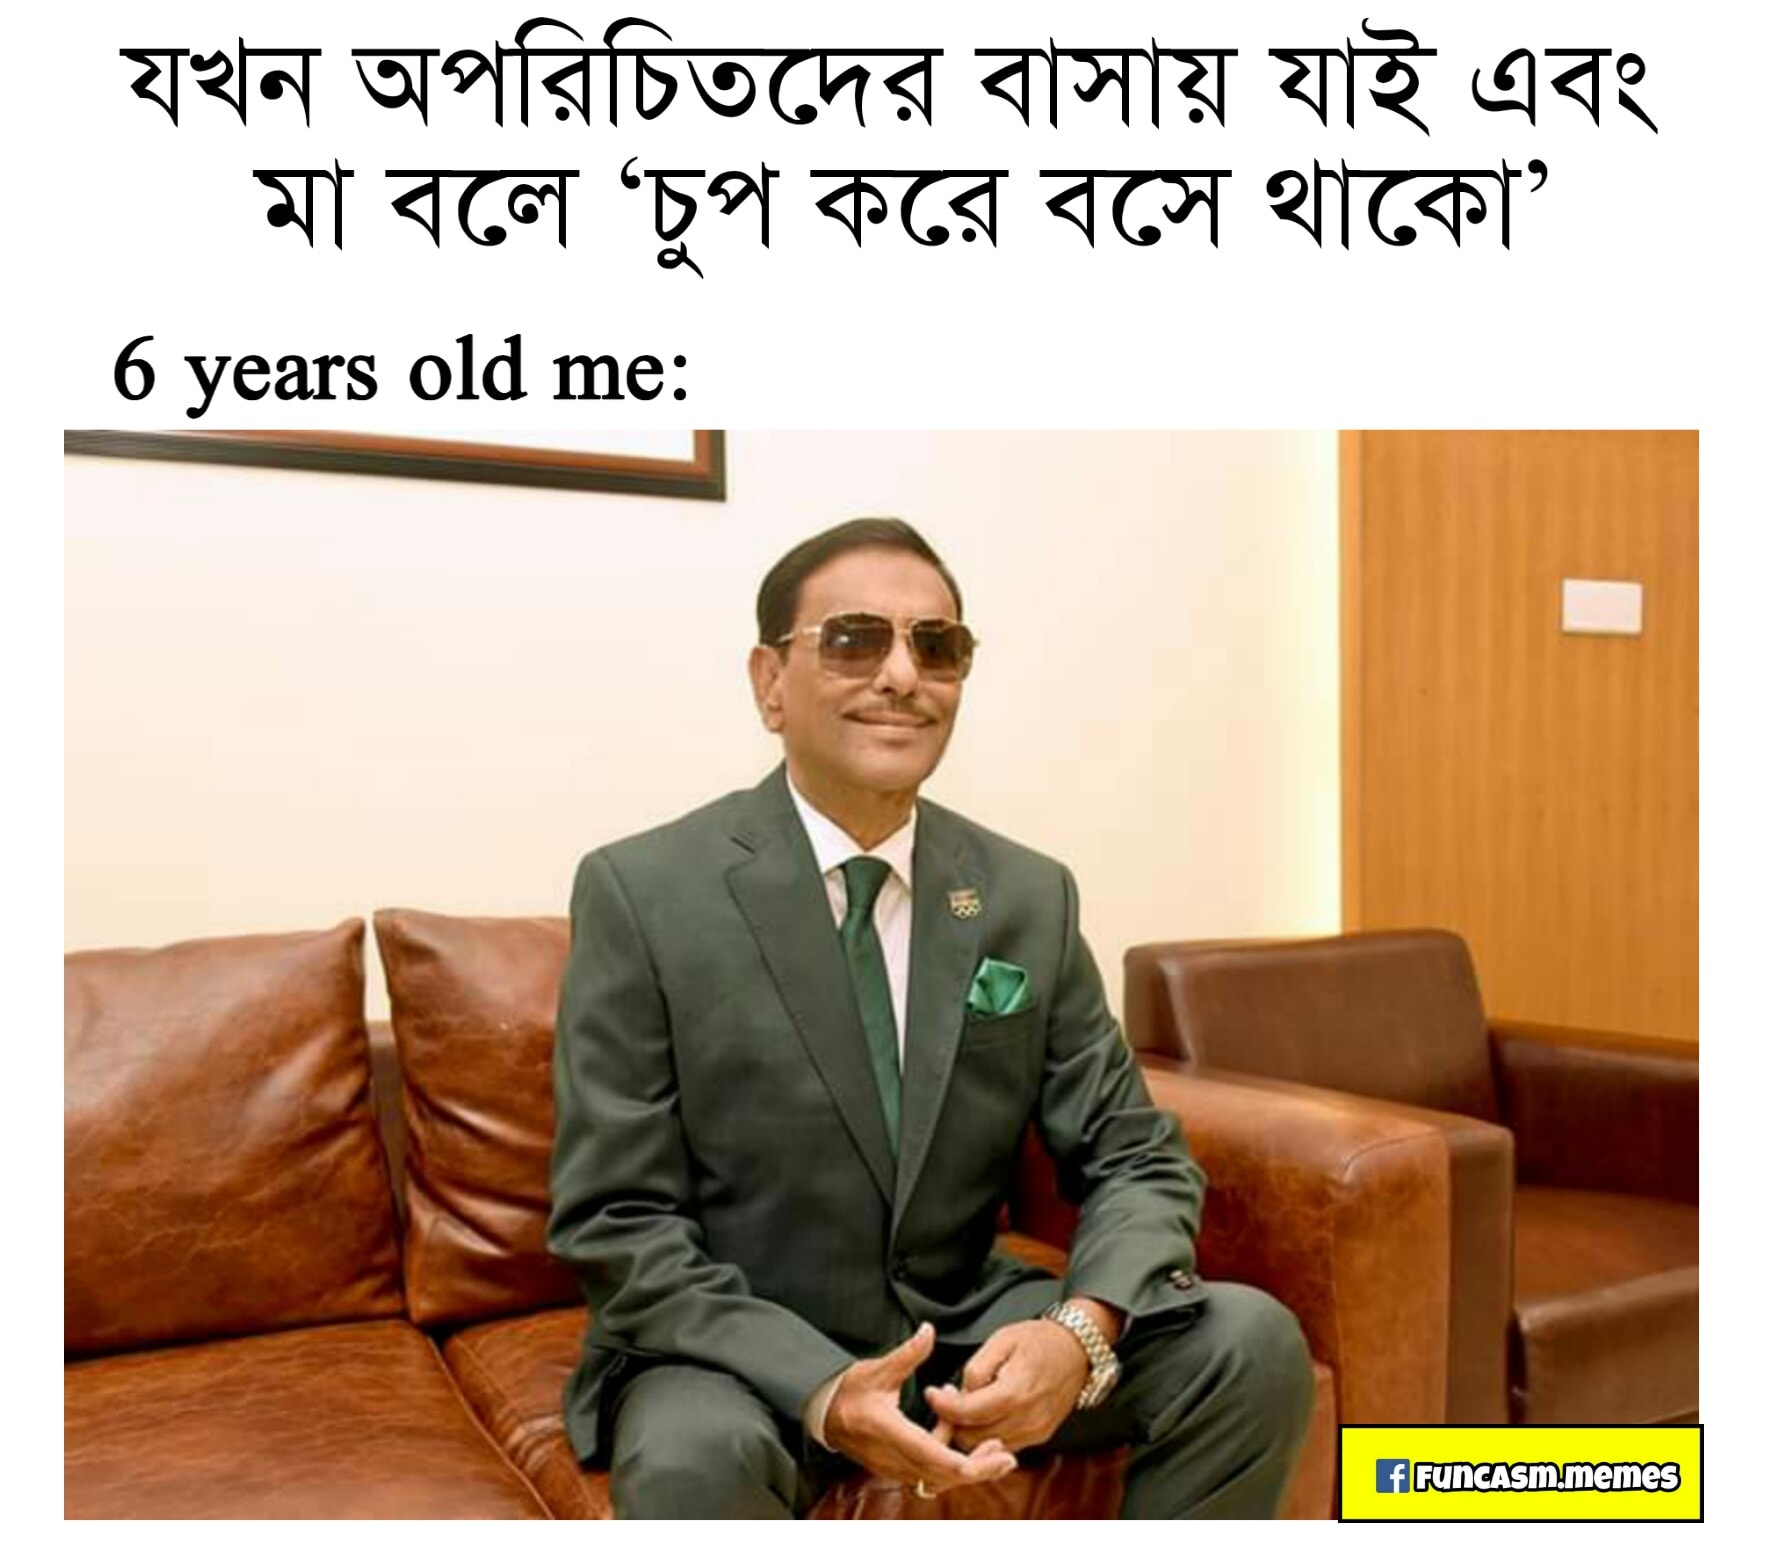 যখন অপরিচিতদের বাসায় যাই এবং
মা বলে ‘চুপ করে বসে থাকো’
6 years old me:
f FUNCASM.memes